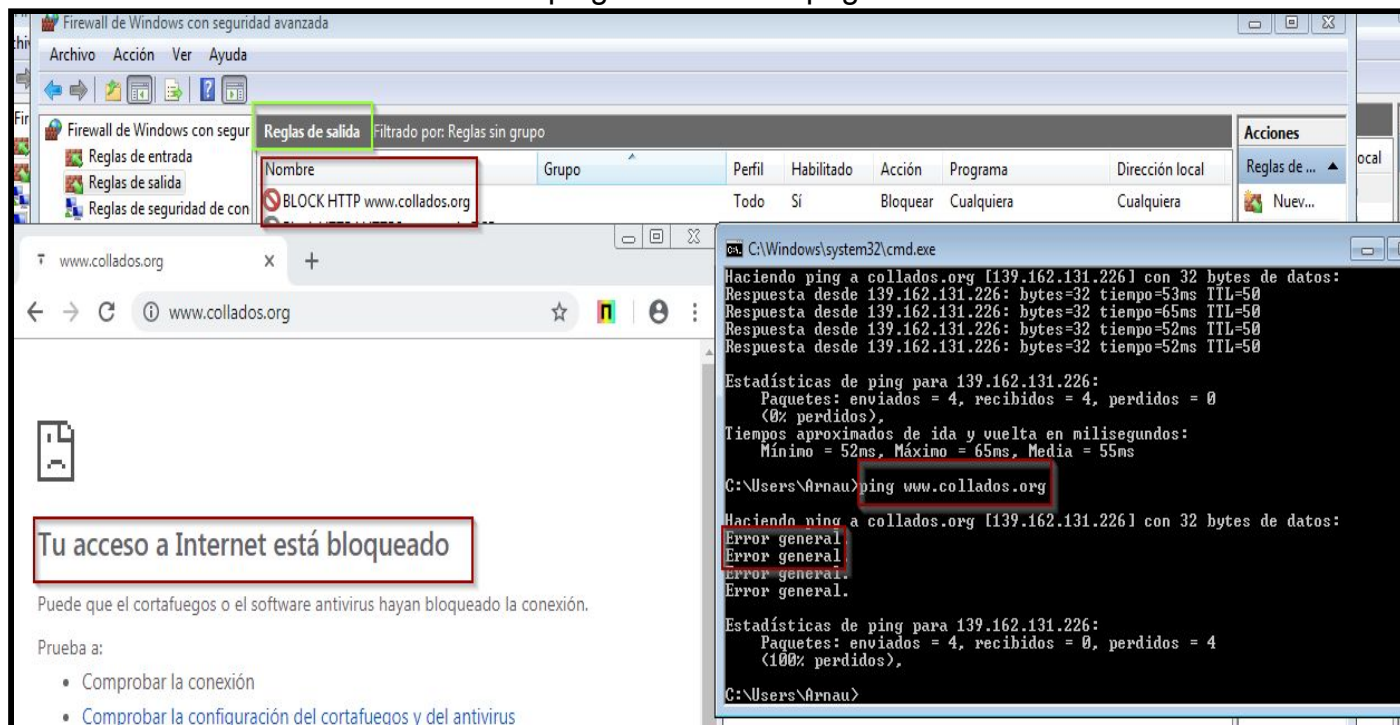 Firewall de Windows con seguridad avanzada
Archivo Acción Ver Ayuda
Firewall de Windows con segur
Reglas de entrada
Reglas de salida
Reglas de seguridad de con
Reglas de salida Filtrado por: Reglas sin grupo
Nombre Grupo Perfil Habilitado Acción Programa Dirección local
BLOCK HTTP www.collados.org Todo Sí Bloquear Cualquiera Cualquiera
Acciones
Reglas de ...
Nuev...
ocal
www.collados.org
www.collados.org
Tu acceso a Internet está bloqueado
Puede que el cortafuegos o el software antivirus hayan bloqueado la conexión.
Prueba a:
• Comprobar la conexión
• Comprobar la configuración del cortafuegos y del antivirus
C:\Windows\system32\cmd.exe
Haciendo ping a collados.org [139.162.131.226] con 32 bytes de datos:
Respuesta desde 139.162.131.226: bytes=32 tiempo=53ms TTL=50
Respuesta desde 139.162.131.226: bytes=32 tiempo=65ms TTL=50
Respuesta desde 139.162.131.226: bytes=32 tiempo=52ms TTL=50
Respuesta desde 139.162.131.226: bytes=32 tiempo=52ms TTL=50
Estadísticas de ping para 139.162.131.226:
Paquetes: enviados = 4, recibidos = 4, perdidos = 0
(0% perdidos),
Tiempos aproximados de ida y vuelta en milisegundos:
Mínimo = 52ms, Máximo = 65ms, Media = 55ms
C:\Users\Arnau>ping www.collados.org
Haciendo ping a collados.org [139.162.131.226] con 32 bytes de datos:
Error general.
Error general.
Error general.
Error general.
Estadísticas de ping para 139.162.131.226:
Paquetes: enviados = 4, recibidos = 0, perdidos = 4
(100% perdidos),
C:\Users\Arnau>